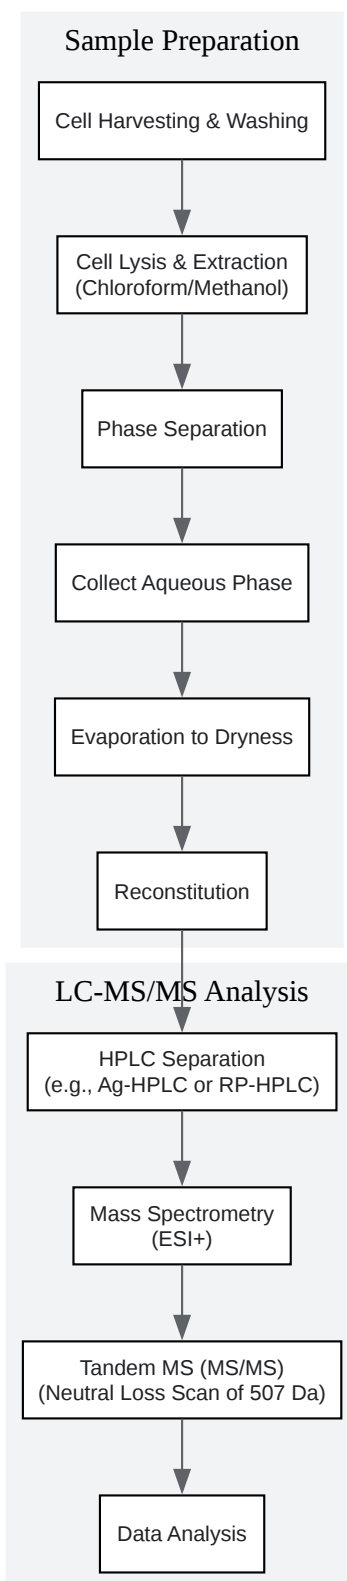 Sample Preparation
Cell Harvesting & Washing
Cell Lysis & Extraction
(Chloroform/Methanol)
Phase Separation
Collect Aqueous Phase
Evaporation to Dryness
Reconstitution
LC-MS/MS Analysis
HPLC Separation
(e.g., Ag-HPLC or RP-HPLC)
Mass Spectrometry
(ESI+)
Tandem MS (MS/MS)
(Neutral Loss Scan of 507 Da)
Data Analysis